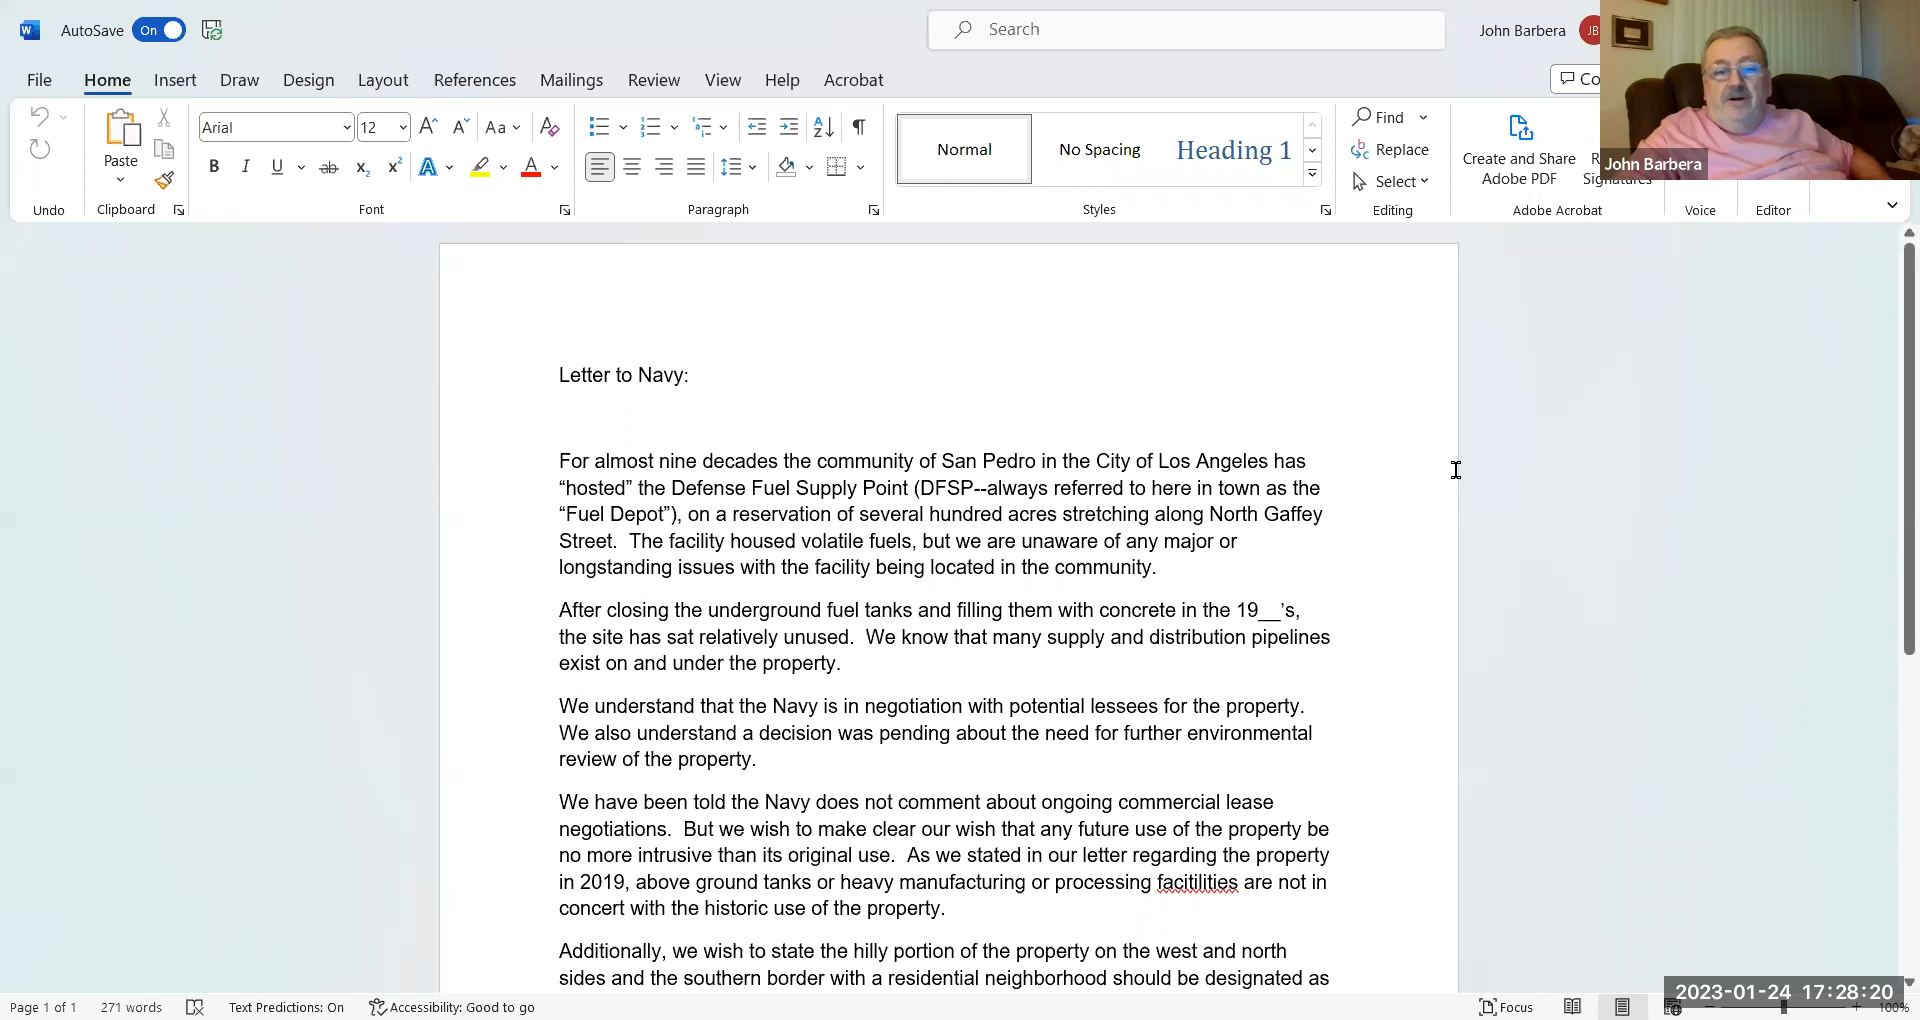 AutoSave On
Search
John Barbera JB
File Home Insert Draw Design Layout References Mailings Review View Help Acrobat
Paste
Arial 12
Aa
B I U ab x₂ x² A A
Normal No Spacing Heading 1
Find
Replace
Select
Create and Share
Adobe PDF
John Barbera
Undo Clipboard Font Paragraph Styles Editing Adobe Acrobat Voice Editor
Letter to Navy:
For almost nine decades the community of San Pedro in the City of Los Angeles has
“hosted” the Defense Fuel Supply Point (DFSP--always referred to here in town as the
“Fuel Depot”), on a reservation of several hundred acres stretching along North Gaffey
Street.  The facility housed volatile fuels, but we are unaware of any major or
longstanding issues with the facility being located in the community.
After closing the underground fuel tanks and filling them with concrete in the 19__’s,
the site has sat relatively unused.  We know that many supply and distribution pipelines
exist on and under the property.
We understand that the Navy is in negotiation with potential lessees for the property.
We also understand a decision was pending about the need for further environmental
review of the property.
We have been told the Navy does not comment about ongoing commercial lease
negotiations.  But we wish to make clear our wish that any future use of the property be
no more intrusive than its original use.  As we stated in our letter regarding the property
in 2019, above ground tanks or heavy manufacturing or processing facitilities are not in
concert with the historic use of the property.
Additionally, we wish to state the hilly portion of the property on the west and north
sides and the southern border with a residential neighborhood should be designated as
Page 1 of 1 271 words Text Predictions: On Accessibility: Good to go Focus 100%
2023-01-24 17:28:20